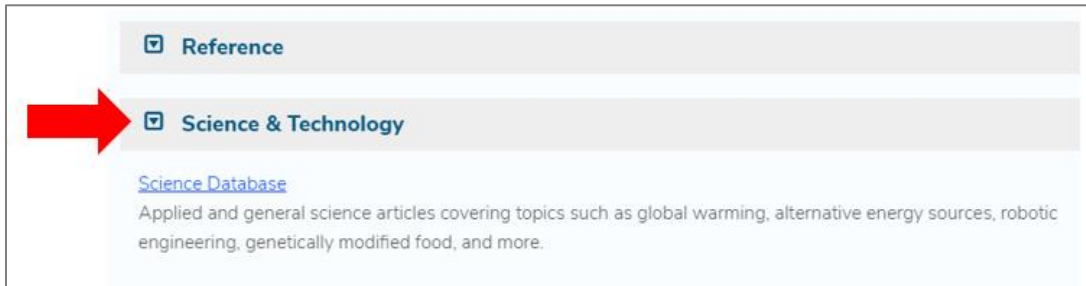 Reference
Science & Technology
Science Database
Applied and general science articles covering topics such as global warming, alternative energy sources, robotic
engineering, genetically modified food, and more.